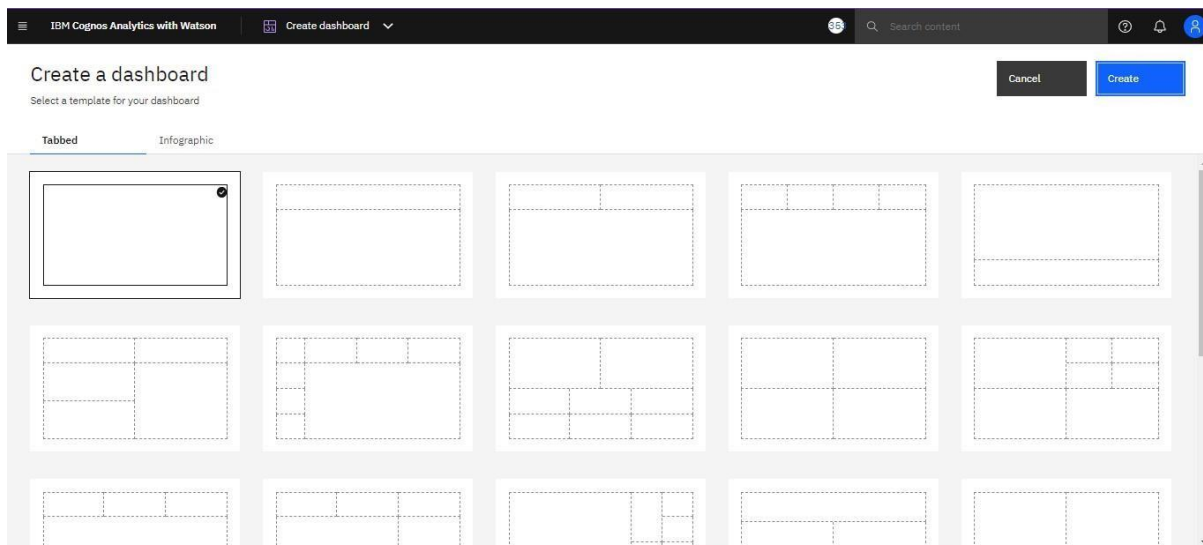 IBM Cognos Analytics with Watson
Create dashboard
Search content
Create a dashboard
Select a template for your dashboard
Cancel
Create
Tabbed
Infographic